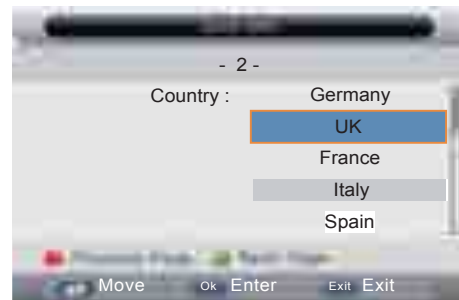 - 2 -
Country : Germany
UK
France
Italy
Spain
Move Ok Enter Exit Exit